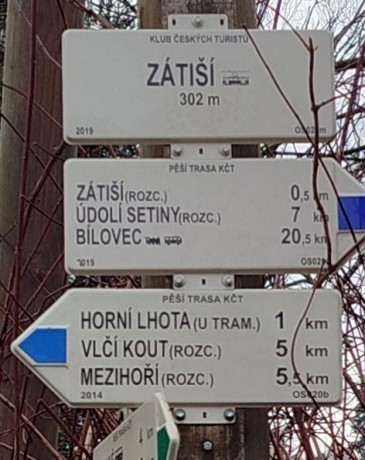 KLUB ČESKÝCH TURISTŮ
ZÁTIŠÍ
302 m
2019
PĚŠÍ TRASA KČT
ZÁTIŠÍ(ROZC.) 0,5 km
ÚDOLÍ SETINY(ROZC.) 7 km
BÍLOVEC 20,5 km
2019
PĚŠÍ TRASA KČT
HORNÍ LHOTA (U TRAM.) 1 km
VLČÍ KOUT(ROZC.) 5 km
MEZIHOŘÍ(ROZC.) 5,5 km
2014 OS020b
4 km